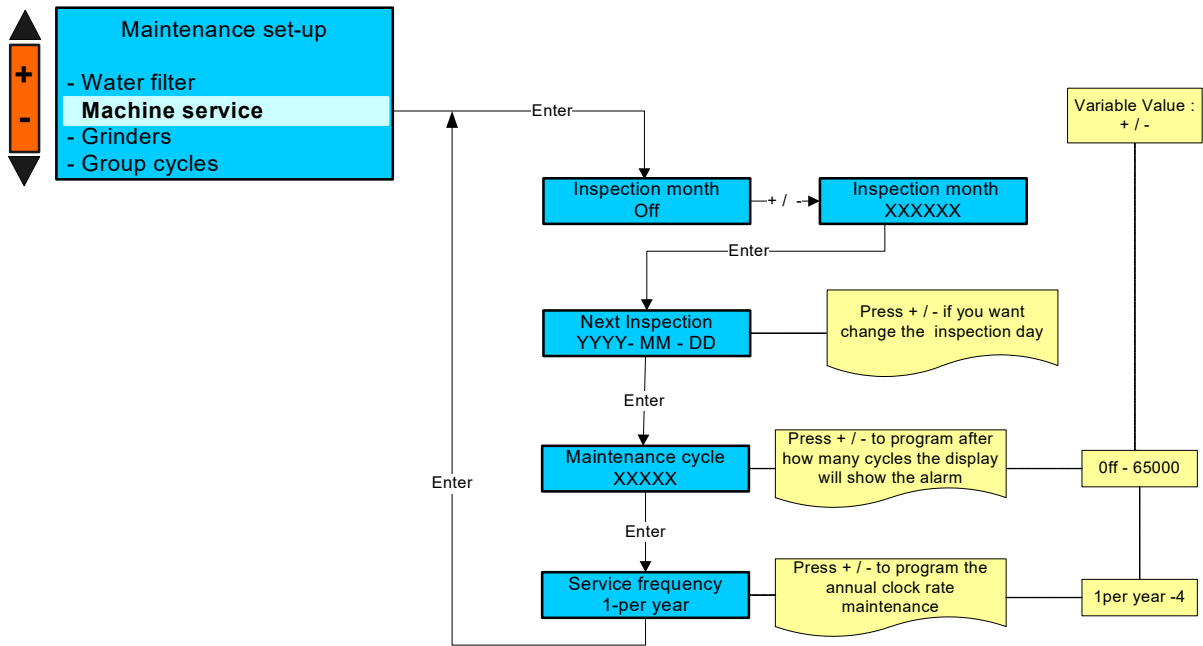 Maintenance set-up
+
- Water filter
Machine service
-
- Grinders
- Group cycles
Enter
Variable Value :
+ / -
Inspection month
Off
+ / -
Inspection month
XXXXXX
Enter
Next Inspection
YYYY- MM - DD
Press + / - if you want
change the inspection day
Enter
Maintenance cycle
XXXXX
Press + / - to program after
how many cycles the display
will show the alarm
0ff - 65000
Enter
Enter
Service frequency
1-per year
Press + / - to program the
annual clock rate
maintenance
1per year -4